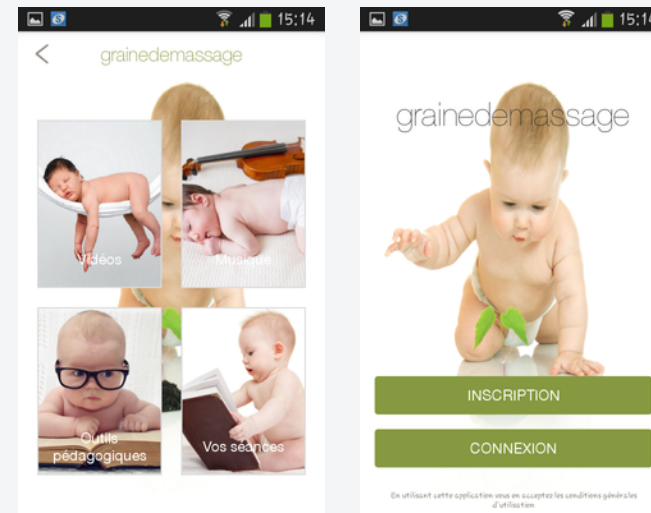 15:14
grainedemassage
Vidéos
Musique
Outils
pédagogiques
Vos séances
15:14
grainedemassage
INSCRIPTION
CONNEXION
En utilisant cette application vous en acceptez les conditions générales
d'utilisation